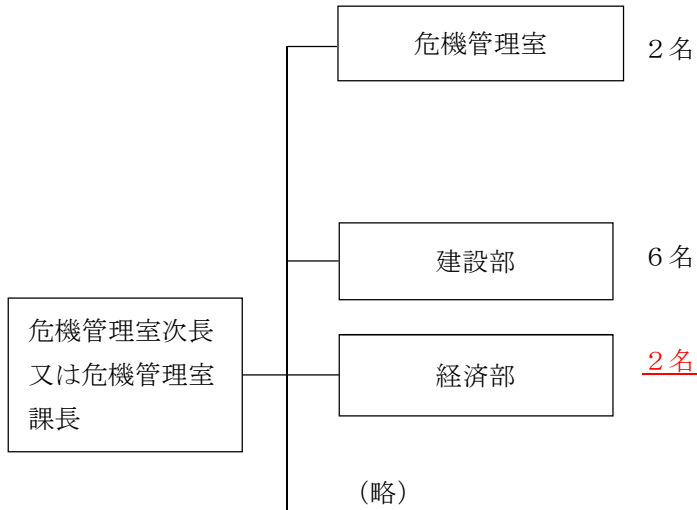 危機管理室 2名
建設部 6名
危機管理室次長
又は危機管理室
課長
経済部 2名
(略)